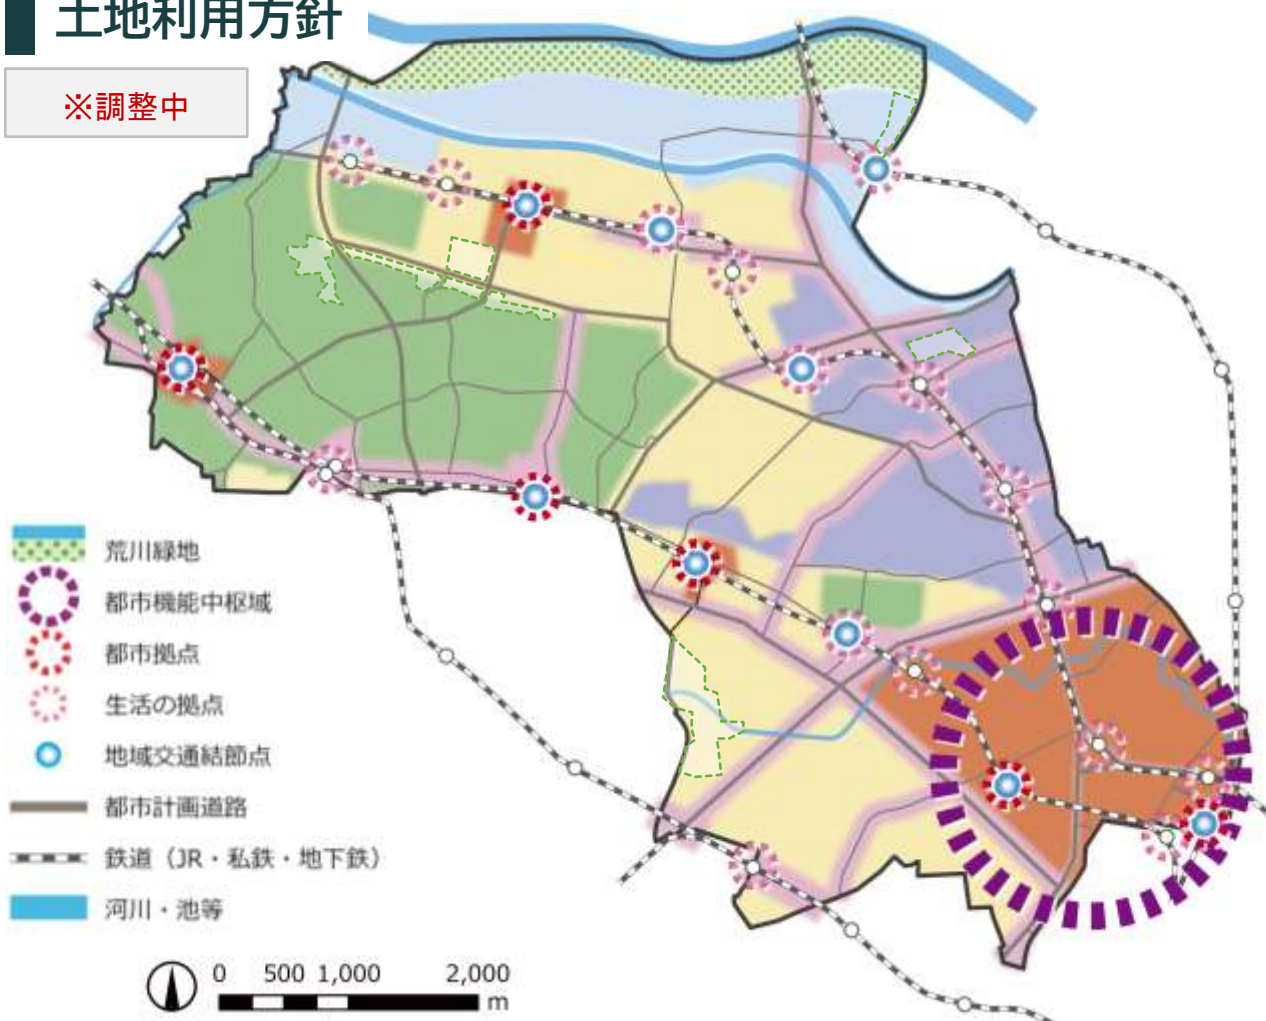 土地利用方針
※調整中
荒川緑地
都市機能中枢域
都市拠点
生活の拠点
地域交通結節点
都市計画道路
鉄道（JR・私鉄・地下鉄）
河川・池等
0 500 1,000 2,000
m